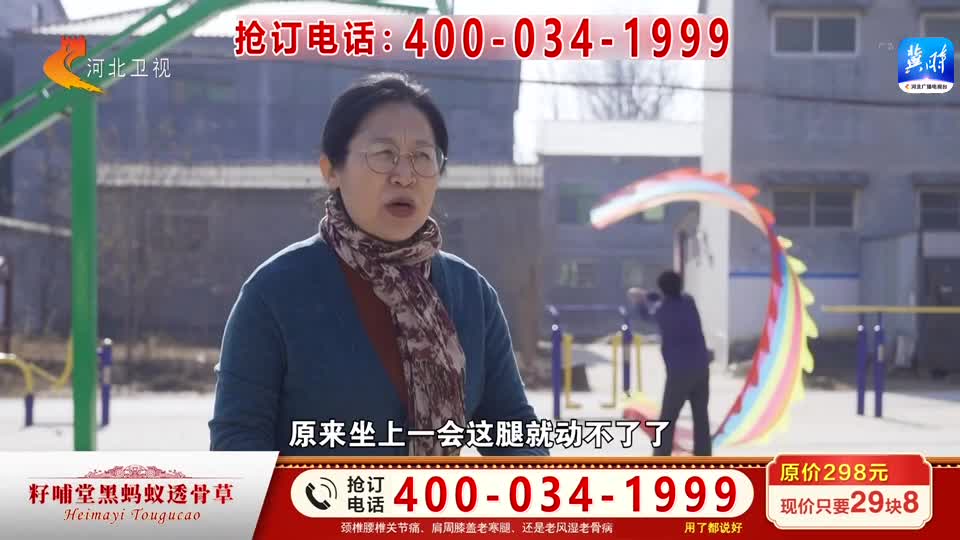 抢订电话：400-034-1999
河北卫视
广告
冀时
河北广播电视台
原来坐上一会这腿就动不了了
籽哺堂黑蚂蚁透骨草
Heimayi Tougucao
抢订电话 400-034-1999
颈椎腰椎关节痛、肩周膝盖老寒腿、还是老风湿老骨病 用了都说好
原价298元
现价只要29块8